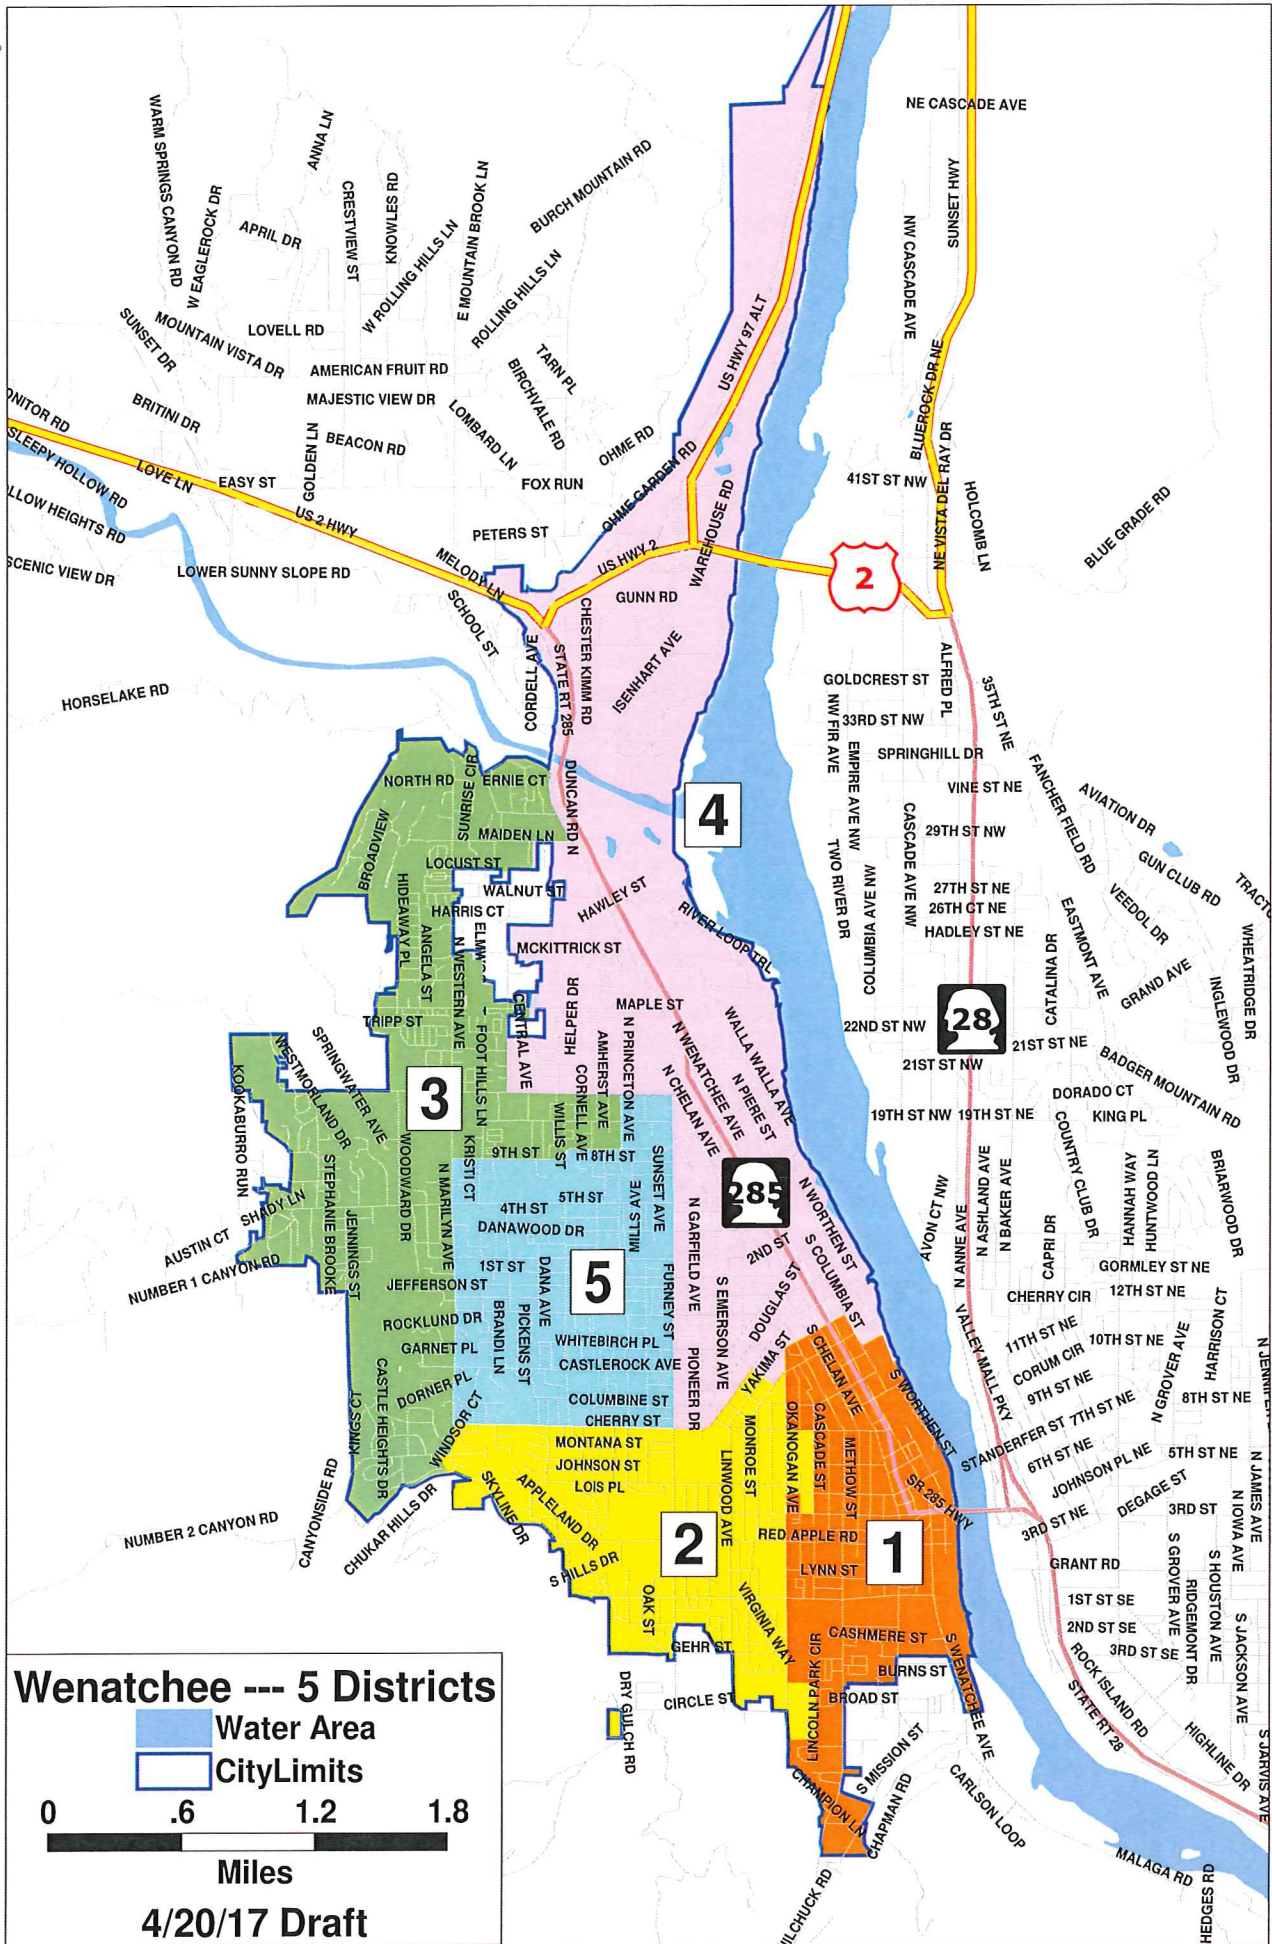 NE CASCADE AVE
WARM SPRINGS CANYON RD
ANNA LN
W EAGLEROCK DR
APRIL DR
CRESTVIEW ST
KNOWLES RD
W ROLLING HILLS LN
E MOUNTAIN BROOK LN
BURCH MOUNTAIN RD
ROLLING HILLS LN
NW CASCADE AVE
SUNSET HWY
SUNSET DR
MOUNTAIN VISTA DR
LOVELL RD
AMERICAN FRUIT RD
MAJESTIC VIEW DR
TARN PL
BIRCHVALE RD
US HWY 97 ALT
BLUEROCK DR NE
ONITOR RD
BRITINI DR
GOLDEN LN
BEACON RD
LOMBARD LN
OHME RD
SLEEPY HOLLOW RD
LOVE LN
EASY ST
FOX RUN
OHME GARDEN RD
WAREHOUSE RD
41ST ST NW
NE VISTA DEL RAY DR
HOLCOMB LN
BLUE GRADE RD
LLOW HEIGHTS RD
US 2 HWY
PETERS ST
US HWY 2
2
SCENIC VIEW DR
LOWER SUNNY SLOPE RD
MELODY LN
GUNN RD
SCHOOL ST
CORDELL AVE
STATE RT 285
CHESTER KIMM RD
ISENHART AVE
HORSELAKE RD
GOLDCREST ST
ALFRED PL
35TH ST NE
NW FIR AVE
33RD ST NW
EMPIRE AVE NW
SPRINGHILL DR
NORTH RD
SUNRISE CIR
ERNIE CT
DUNCAN RD N
4
VINE ST NE
FANCHER FIELD RD
AVIATION DR
BROADVIEW
MAIDEN LN
CASCADE AVE NW
29TH ST NW
LOCUST ST
TWO RIVER DR
COLUMBIA AVE NW
GUN CLUB RD
HIDEAWAY PL
WALNUT ST
HAWLEY ST
27TH ST NE
VEEDOL DR
HARRIS CT
RIVER LOOP TRL
26TH CT NE
HADLEY ST NE
ANGELA ST
N WESTERN AVE
MCKITTRICK ST
EASTMONT AVE
CATALINA DR
GRAND AVE
WHEATRIDGE DR
INGLEWOOD DR
TRIPP ST
CENTRAL AVE
HELPER DR
MAPLE ST
WALLA WALLA AVE
28
22ND ST NW
21ST ST NE
21ST ST NW
SPRINGWATER AVE
WESTMORLAND DR
KOOKABURRO RUN
FOOT HILLS LN
AMHERST AVE
CORNELL AVE
N PRINCETON AVE
N WENATCHEE AVE
N CHELAN AVE
N PIERE ST
BADGER MOUNTAIN RD
DORADO CT
KING PL
3
WILLIS ST
19TH ST NW
19TH ST NE
COUNTRY CLUB DR
WOODWARD DR
KRISTI CT
9TH ST
8TH ST
SUNSET AVE
285
N WORTHEN ST
N ASHLAND AVE
N BAKER AVE
HANNAH WAY
HUNTWOOD LN
BRIARWOOD DR
STEPHANIE BROOKE
SHADY LN
N MARILYN AVE
5TH ST
4TH ST
DANAWOOD DR
MILLS AVE
N GARFIELD AVE
2ND ST
S COLUMBIA ST
AVON CT NW
N ANNE AVE
CAPRI DR
AUSTIN CT
NUMBER 1 CANYON RD
JENNINGS ST
JEFFERSON ST
1ST ST
DANA AVE
5
FURNEY ST
S EMERSON AVE
DOUGLAS ST
GORMLEY ST NE
CHERRY CIR
12TH ST NE
ROCKLUND DR
GARNET PL
BRANDI LN
PICKENS ST
WHITEBIRCH PL
CASTLEROCK AVE
PIONEER DR
YAKIMA ST
S CHELAN AVE
VALLEY MALL PKY
11TH ST NE
10TH ST NE
CORUM CIR
9TH ST NE
N GROVER AVE
HARRISON CT
CASTLE HEIGHTS DR
KINGS CT
DORNER PL
WINDSOR CT
COLUMBINE ST
CHERRY ST
S WORTHEN ST
STANDERFER ST
7TH ST NE
8TH ST NE
MONTANA ST
JOHNSON ST
LOIS PL
LINWOOD AVE
MONROE ST
OKANOGAN AVE
CASCADE ST
METHOW ST
SR 285 HWY
6TH ST NE
5TH ST NE
JOHNSON PL NE
DEGAGE ST
N JAMES AVE
N IOWA AVE
CANYONSIDE RD
CHUKAR HILLS DR
NUMBER 2 CANYON RD
SKYLINE DR
APPLELAND DR
2
RED APPLE RD
1
3RD ST NE
3RD ST
S HILLS DR
LYNN ST
GRANT RD
S GROVER AVE
S HOUSTON AVE
OAK ST
VIRGINIA WAY
1ST ST SE
RIDGEMONT DR
GEHR ST
CASHMERE ST
S WENATCHEE AVE
2ND ST SE
3RD ST SE
S JACKSON AVE
LINCOLN PARK CIR
BURNS ST
ROCK ISLAND RD
DRY GULCH RD
CIRCLE ST
BROAD ST
STATE RT 28
HIGHLINE DR
S JARVIS AVE
S MISSION ST
CHAMPION LN
CHAPMAN RD
CARLSON LOOP
MALAGA RD
HEDGES RD
Wenatchee --- 5 Districts
Water Area
CityLimits
0 .6 1.2 1.8
Miles
4/20/17 Draft